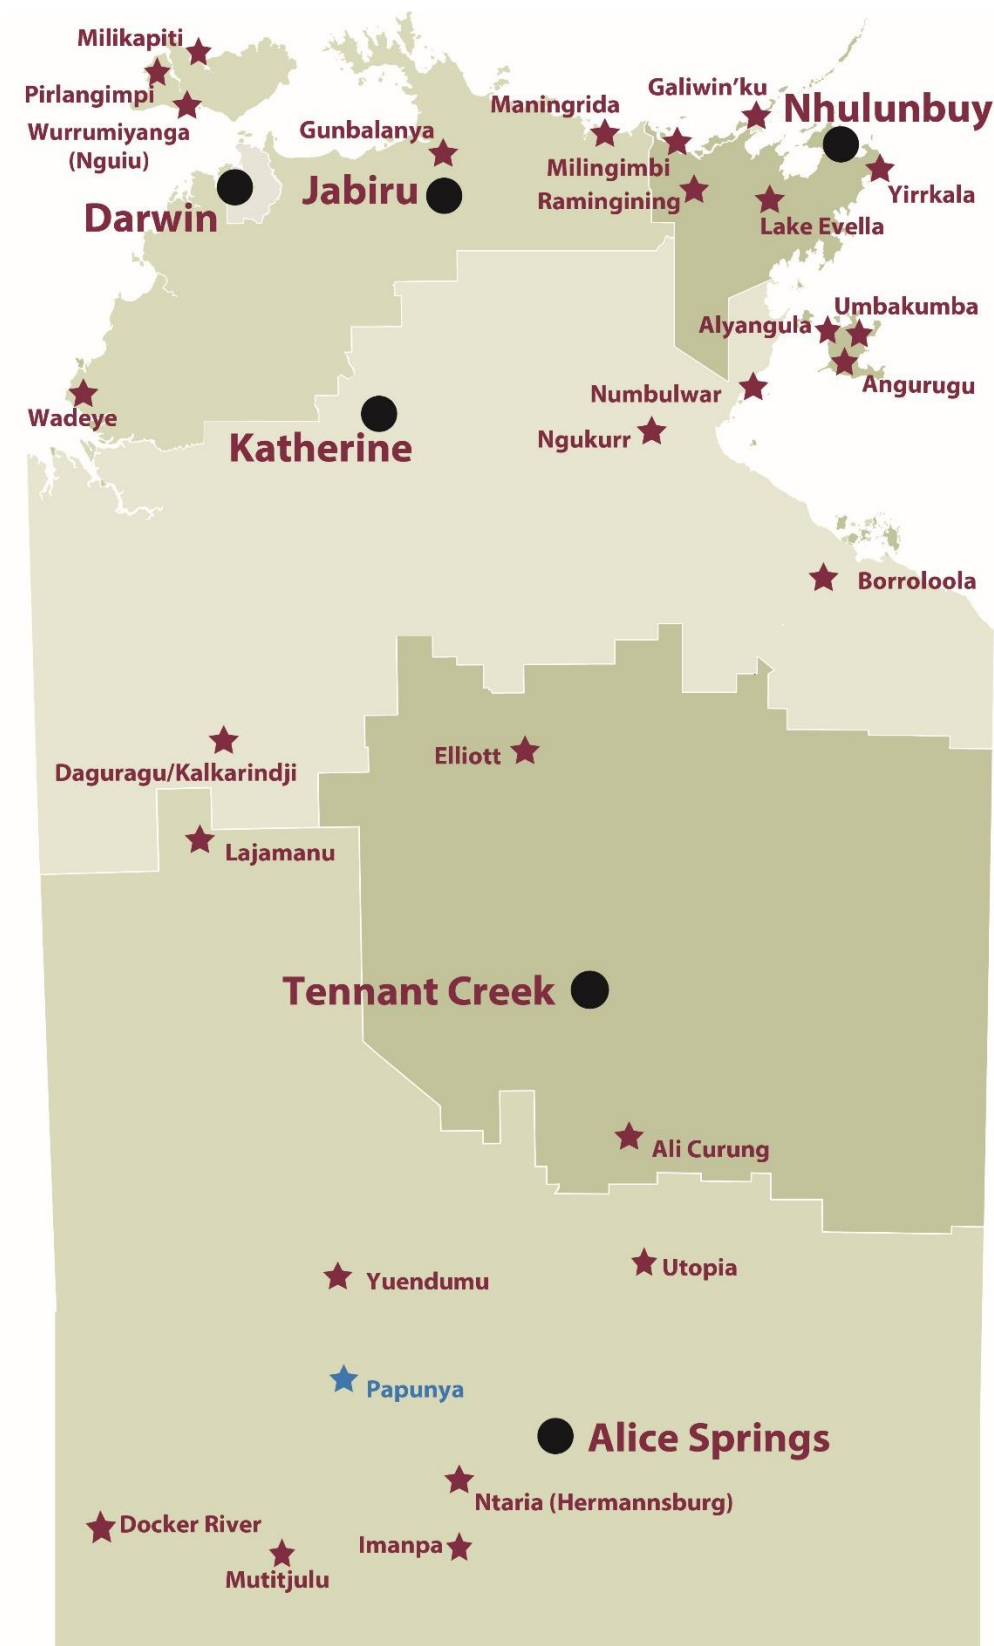 Milikapiti
Pirlangimpi
Wurrumiyanga
(Nguiu)
Darwin
Gunbalanya
Jabiru
Maningrida
Galiwin’ku
Nhulunbuy
Milingimbi
Ramingining
Yirrkala
Lake Evella
Umbakumba
Alyangula
Angurugu
Numbulwar
Wadeye
Katherine
Ngukurr
Borroloola
Elliott
Daguragu/Kalkarindji
Lajamanu
Tennant Creek
Ali Curung
Utopia
Yuendumu
Papunya
Alice Springs
Ntaria (Hermannsburg)
Docker River
Imanpa
Mutitjulu